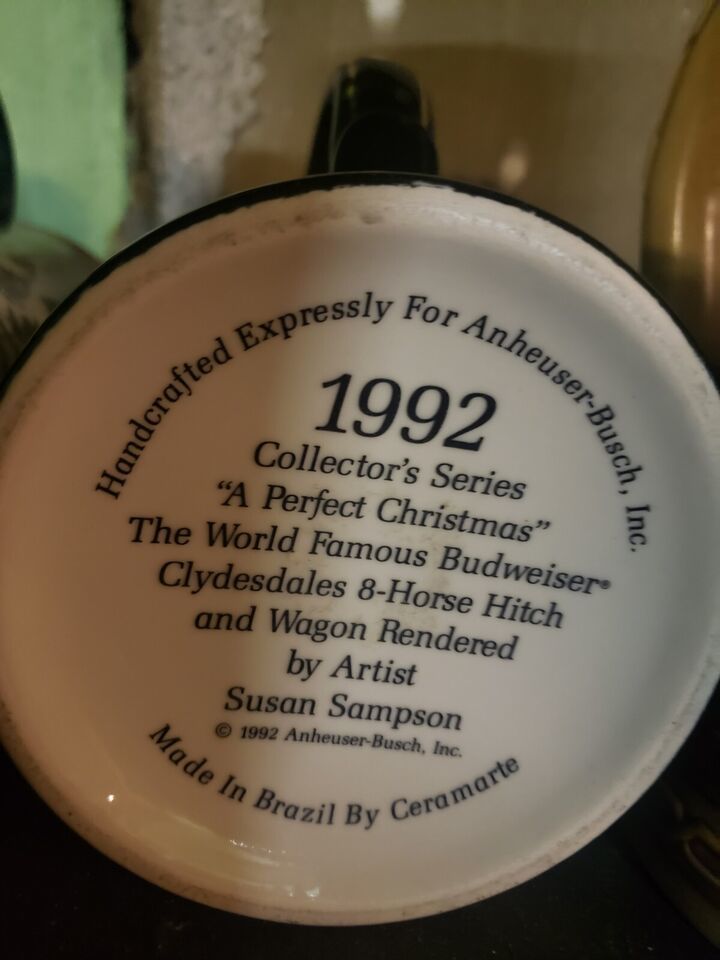 Handcrafted Expressly For Anheuser-Busch, Inc.
1992
Collector's Series
"A Perfect Christmas"
The World Famous Budweiser®
Clydesdales 8-Horse Hitch
and Wagon Rendered
by Artist
Susan Sampson
© 1992 Anheuser-Busch, Inc.
Made In Brazil By Ceramarte